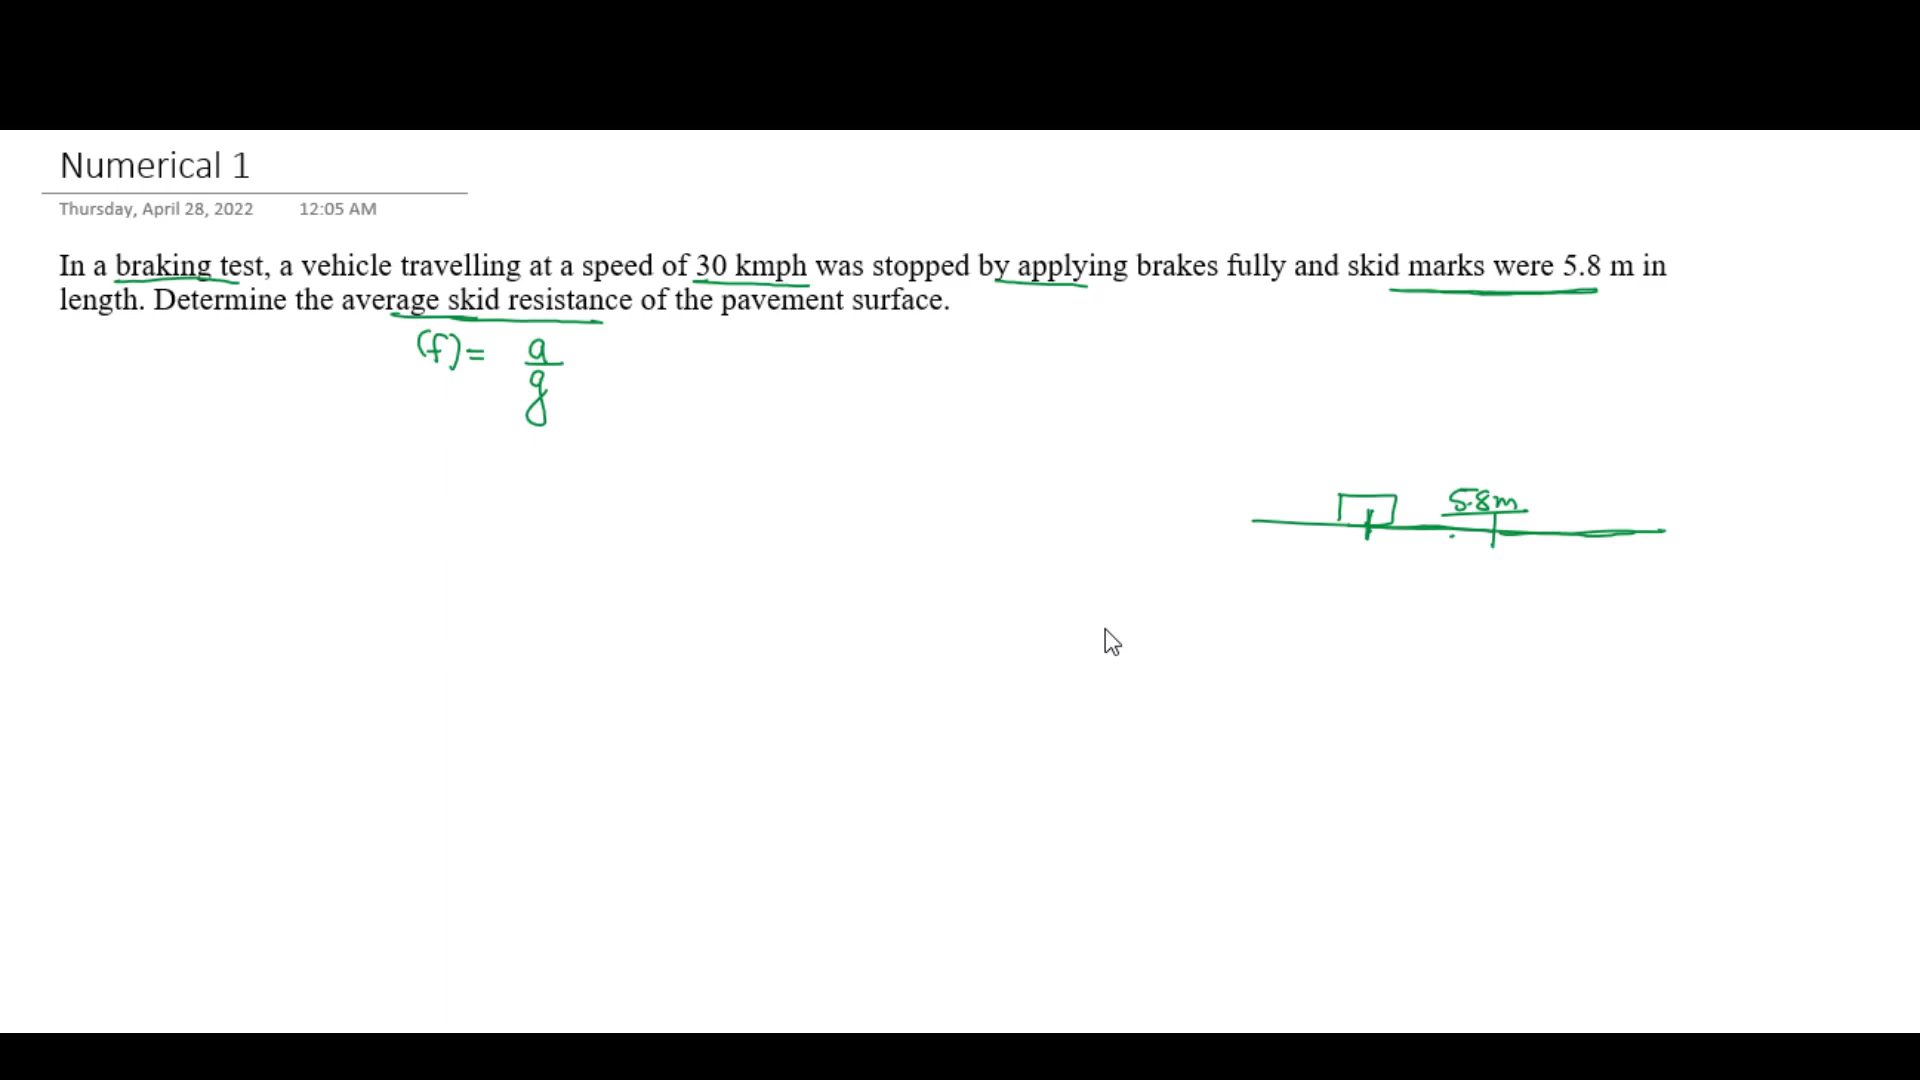 Numerical 1
Thursday, April 28, 2022 12:05 AM
In a braking test, a vehicle travelling at a speed of 30 kmph was stopped by applying brakes fully and skid marks were 5.8 m in
length. Determine the average skid resistance of the pavement surface.
(f) = a
g
5.8m